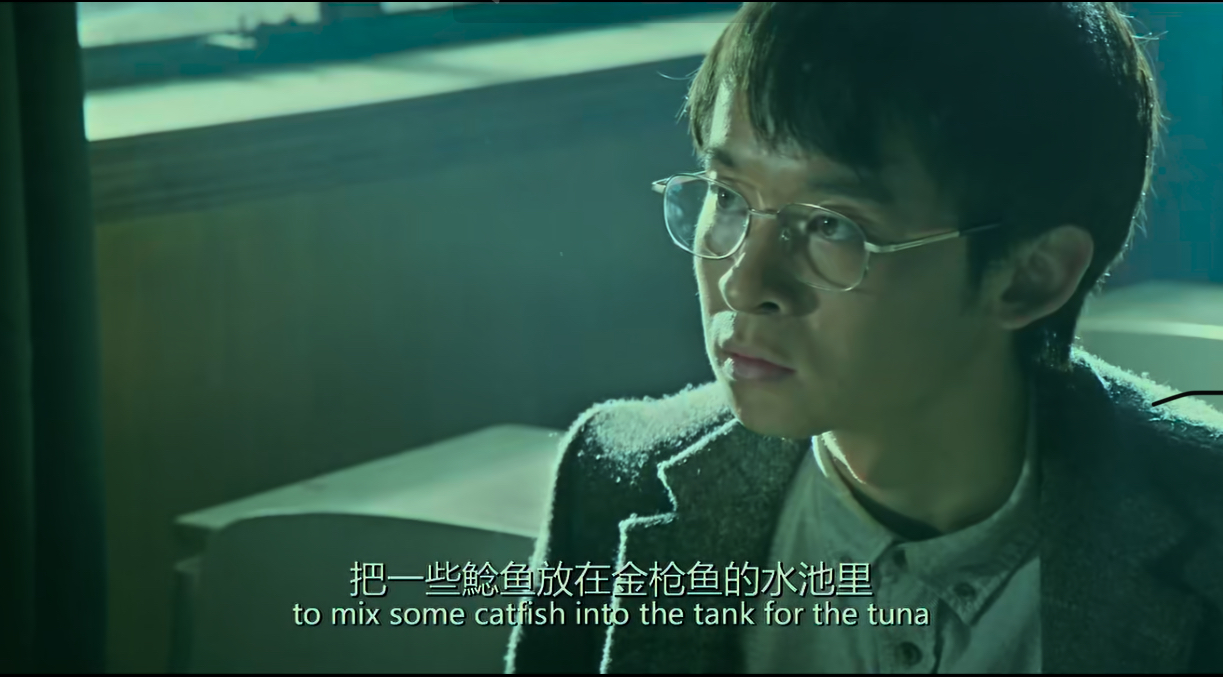 把一些鯰鱼放在金枪鱼的水池里
to mix some catfish into the tank for the tuna